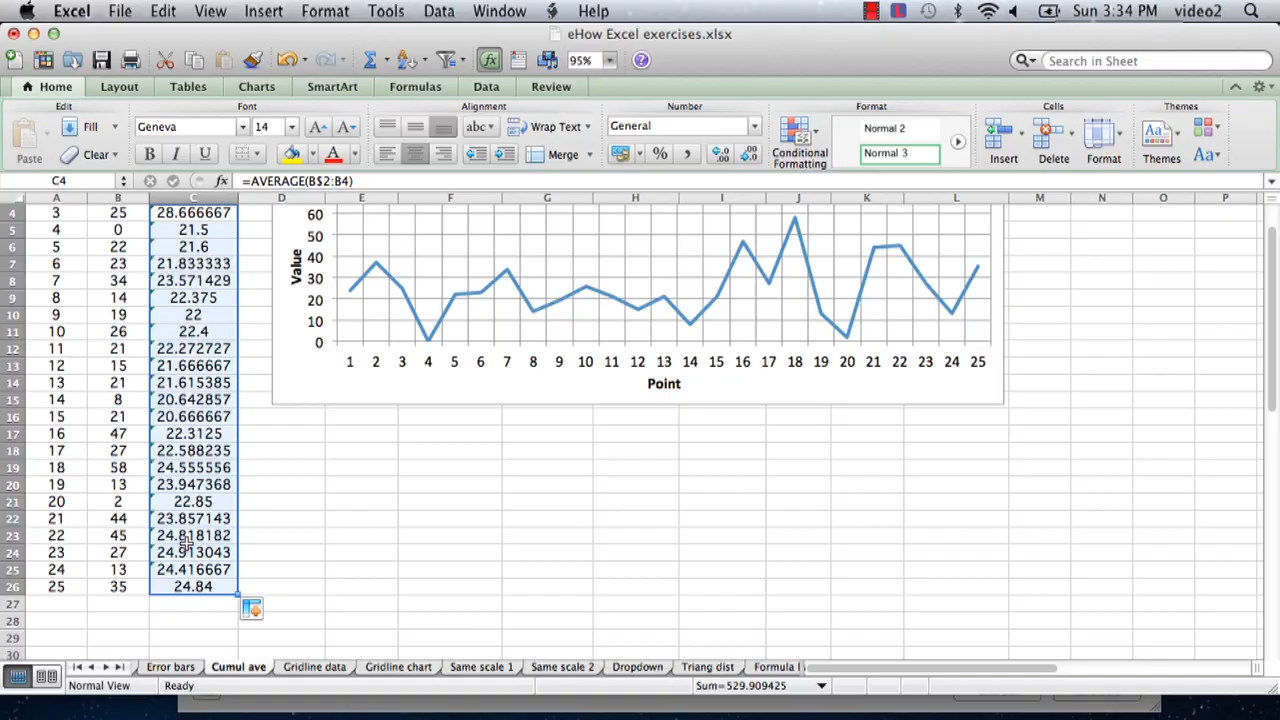 Excel File Edit View Insert Format Tools Data Window Help Sun 3:34 PM video2
eHow Excel exercises.xlsx
95% Search in Sheet
Home Layout Tables Charts SmartArt Formulas Data Review
Edit Font Alignment Number Format Cells Themes
Paste Fill Geneva 14 abc Wrap Text General Conditional Formatting Normal 2 Insert Delete Format Themes Aa
Clear B I U A Merge % Normal 3
C4 fx =AVERAGE(B$2:B4)
A B C D E F G H I J K L M N O P
4 3 25 28.666667
5 4 0 21.5
6 5 22 21.6
7 6 23 21.833333
8 7 34 23.571429
9 8 14 22.375
10 9 19 22
11 10 26 22.4
12 11 21 22.272727
13 12 15 21.666667
14 13 21 21.615385
15 14 8 20.642857
16 15 21 20.666667
17 16 47 22.3125
18 17 27 22.588235
19 18 58 24.555556
20 19 13 23.947368
21 20 2 22.85
22 21 44 23.857143
23 22 45 24.818182
24 23 27 24.913043
25 24 13 24.416667
26 25 35 24.84
27
28
29
30
60
50
40
30
20
10
0
Value
1 2 3 4 5 6 7 8 9 10 11 12 13 14 15 16 17 18 19 20 21 22 23 24 25
Point
Error bars Cumul ave Gridline data Gridline chart Same scale 1 Same scale 2 Dropdown Triang dist Formula
Normal View Ready Sum=529.909425